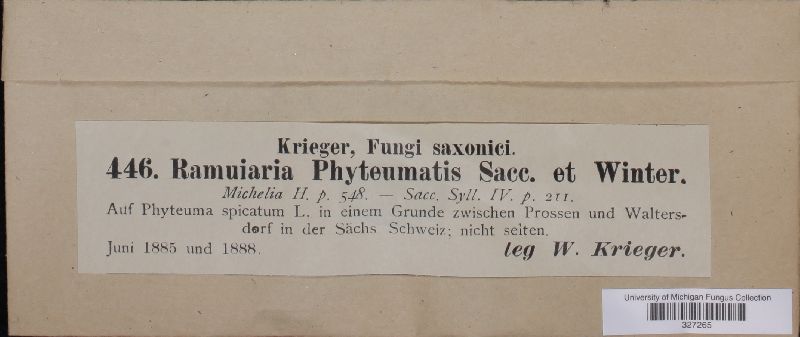 Krieger, Fungi saxonici.
446. Ramularia Phyteumatis Sacc. et Winter.
Michelia II. p. 548. — Sacc. Syll. IV. p. 211.
Auf Phyteuma spicatum L. in einem Grunde zwischen Prossen und Walters-
dorf in der Sächs Schweiz; nicht selten.
Juni 1885 und 1888. leg W. Krieger.
University of Michigan Fungus Collection
327265